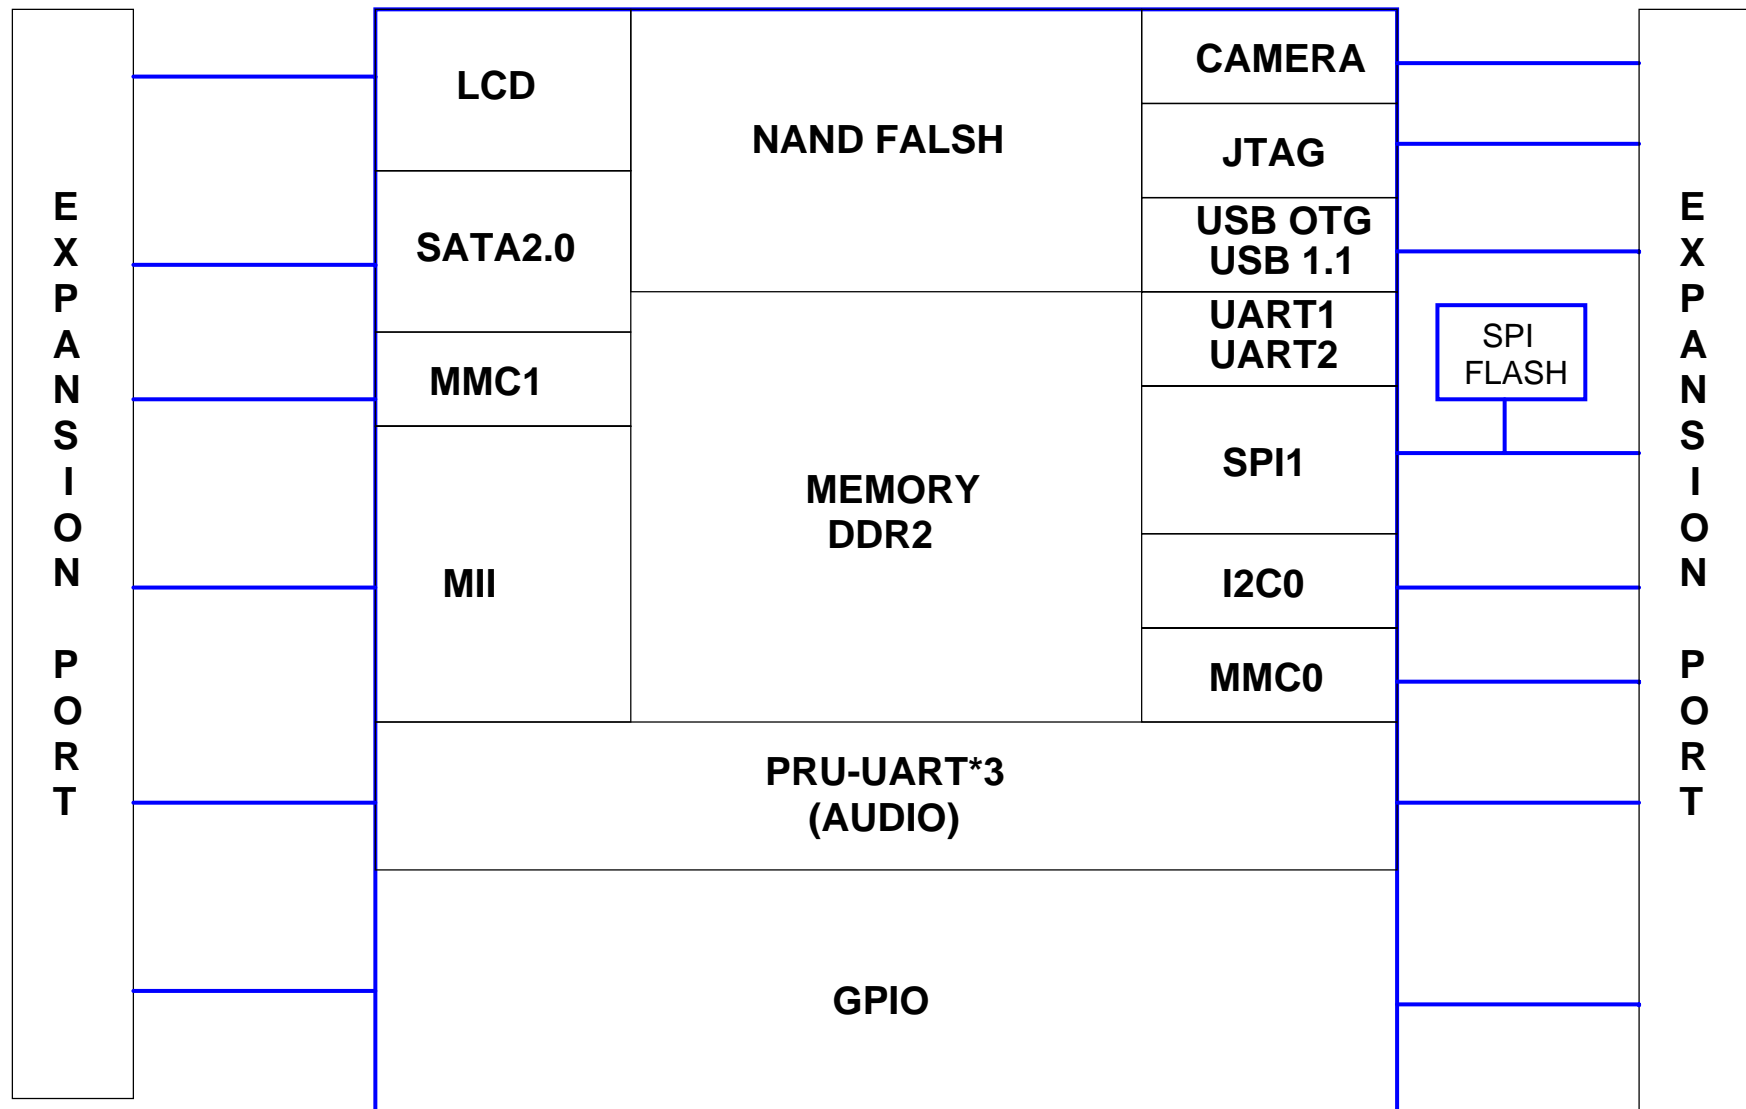 EXPANSION PORT
LCD
SATA2.0
MMC1
MII
NAND FALSH
MEMORY
DDR2
CAMERA
JTAG
USB OTG
USB 1.1
UART1
UART2
SPI1
I2C0
MMC0
PRU-UART*3
(AUDIO)
GPIO
SPI
FLASH
EXPANSION PORT